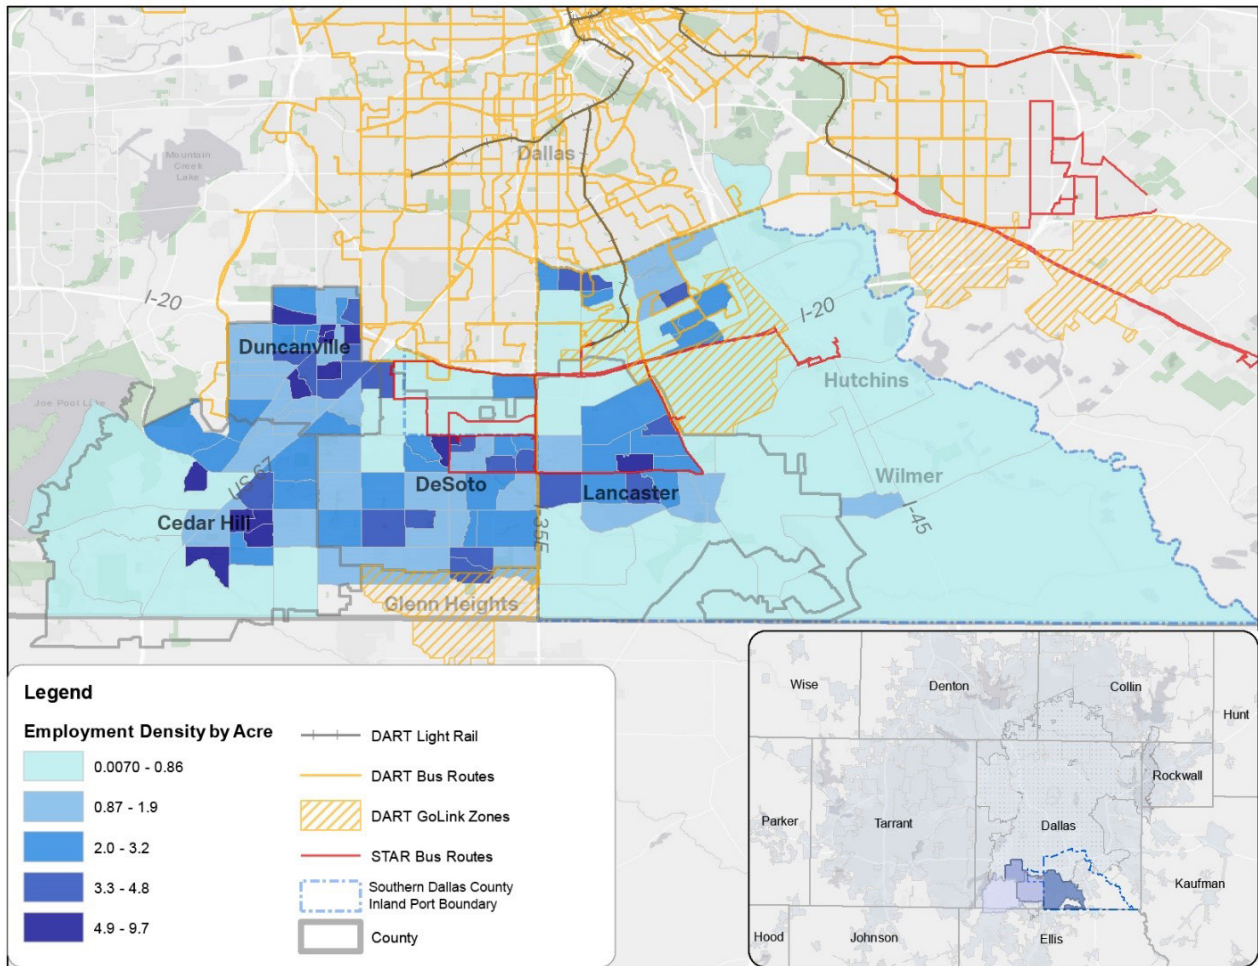 Dallas
Mountain
Creek
Lake
I-20
I-20
Duncanville
Hutchins
Joe Pool Lake
US 67
DeSoto
Lancaster
Wilmer
Cedar Hill
35E
I-45
Glenn Heights
Legend
Employment Density by Acre
0.0070 - 0.86
0.87 - 1.9
2.0 - 3.2
3.3 - 4.8
4.9 - 9.7
DART Light Rail
DART Bus Routes
DART GoLink Zones
STAR Bus Routes
Southern Dallas County
Inland Port Boundary
County
Wise
Denton
Collin
Hunt
Rockwall
Parker
Tarrant
Dallas
Kaufman
Hood
Johnson
Ellis